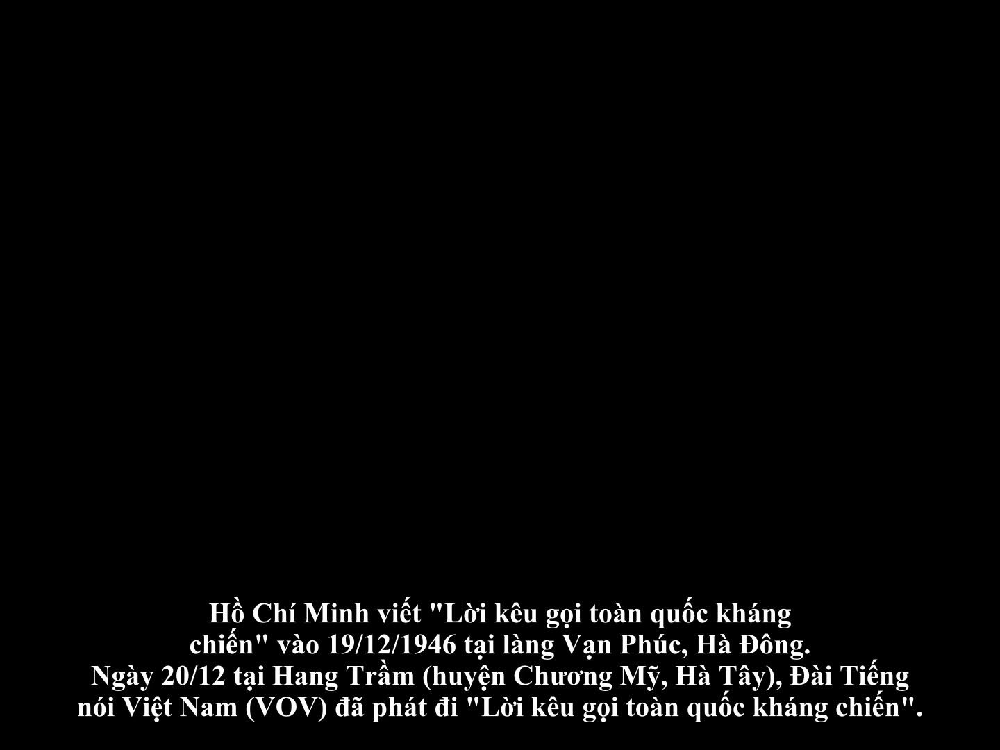 Hồ Chí Minh viết "Lời kêu gọi toàn quốc kháng
chiến" vào 19/12/1946 tại làng Vạn Phúc, Hà Đông.
Ngày 20/12 tại Hang Trầm (huyện Chương Mỹ, Hà Tây), Đài Tiếng
nói Việt Nam (VOV) đã phát đi "Lời kêu gọi toàn quốc kháng chiến".